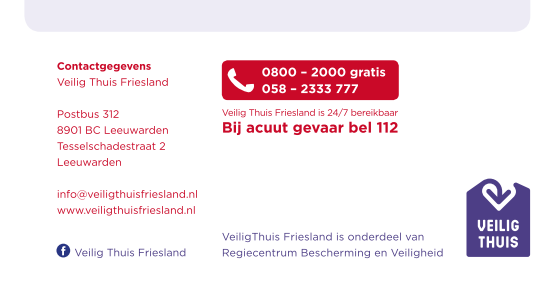 Contactgegevens
Veilig Thuis Friesland
Postbus 312
8901 BC Leeuwarden
Tesselschadestraat 2
Leeuwarden
info@veiligthuisfriesland.nl
www.veiligthuisfriesland.nl
Veilig Thuis Friesland
0800 – 2000 gratis
058 – 2333 777
Veilig Thuis Friesland is 24/7 bereikbaar
Bij acuut gevaar bel 112
VeiligThuis Friesland is onderdeel van
Regiecentrum Bescherming en Veiligheid
VEILIG
THUIS